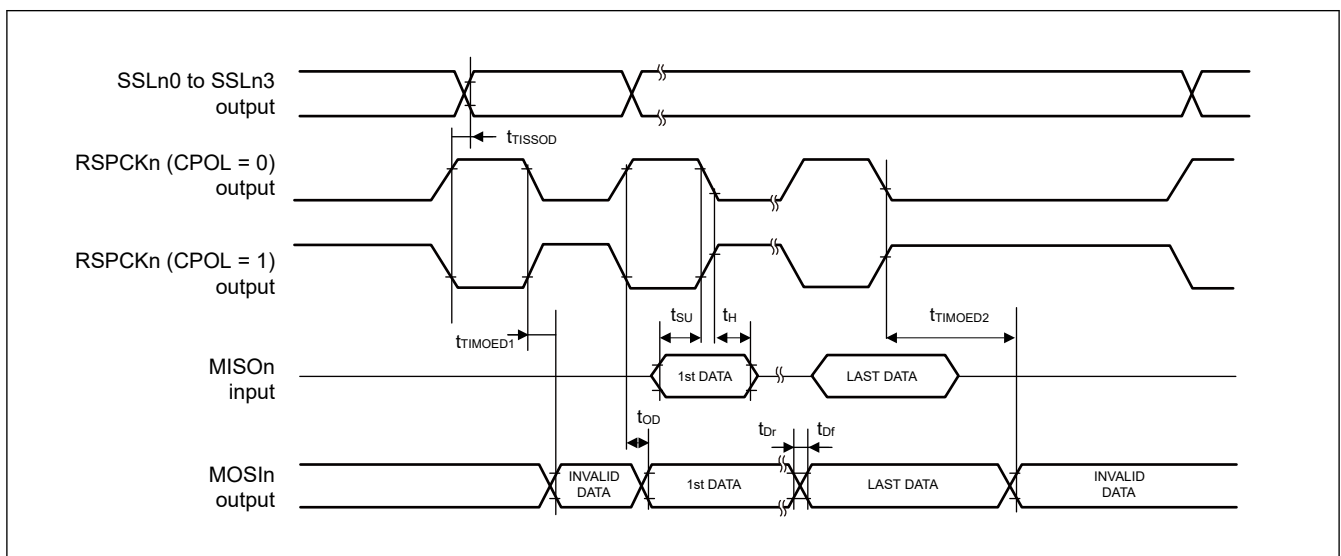 SSLn0 to SSLn3
output
tTISSOD
RSPCKn (CPOL = 0)
output
RSPCKn (CPOL = 1)
output
tSU
tH
tTIMOED2
tTIMOED1
MISOn
input
1st DATA
LAST DATA
tOD
tDr
tDf
MOSIn
output
INVALID
DATA
1st DATA
LAST DATA
INVALID
DATA